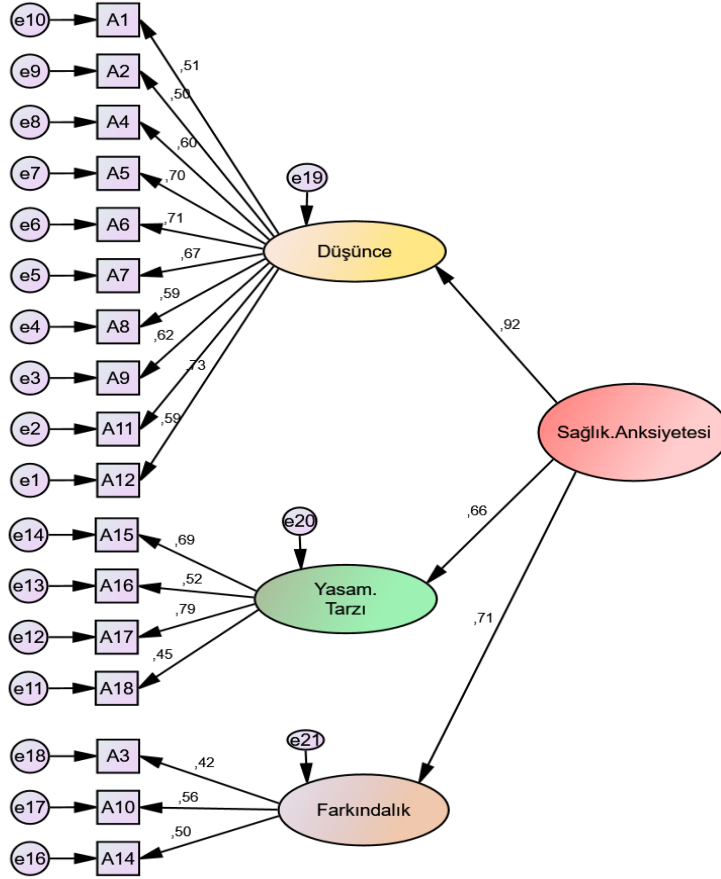 e10 A1
,51
e9 A2
,50
e8 A4
,60
e7 A5
,70
e19
e6 A6
,71
Düşünce
e5 A7
,67
e4 A8
,59
,92
e3 A9
,62
,73
e2 A11
,59
Sağlık.Anksiyetesi
e1 A12
e14 A15
,69
e20
,66
e13 A16
,52
Yasam.
Tarzı
e12 A17
,79
,71
e11 A18
,45
e18 A3
,42
e21
e17 A10
,56
Farkındalık
e16 A14
,50